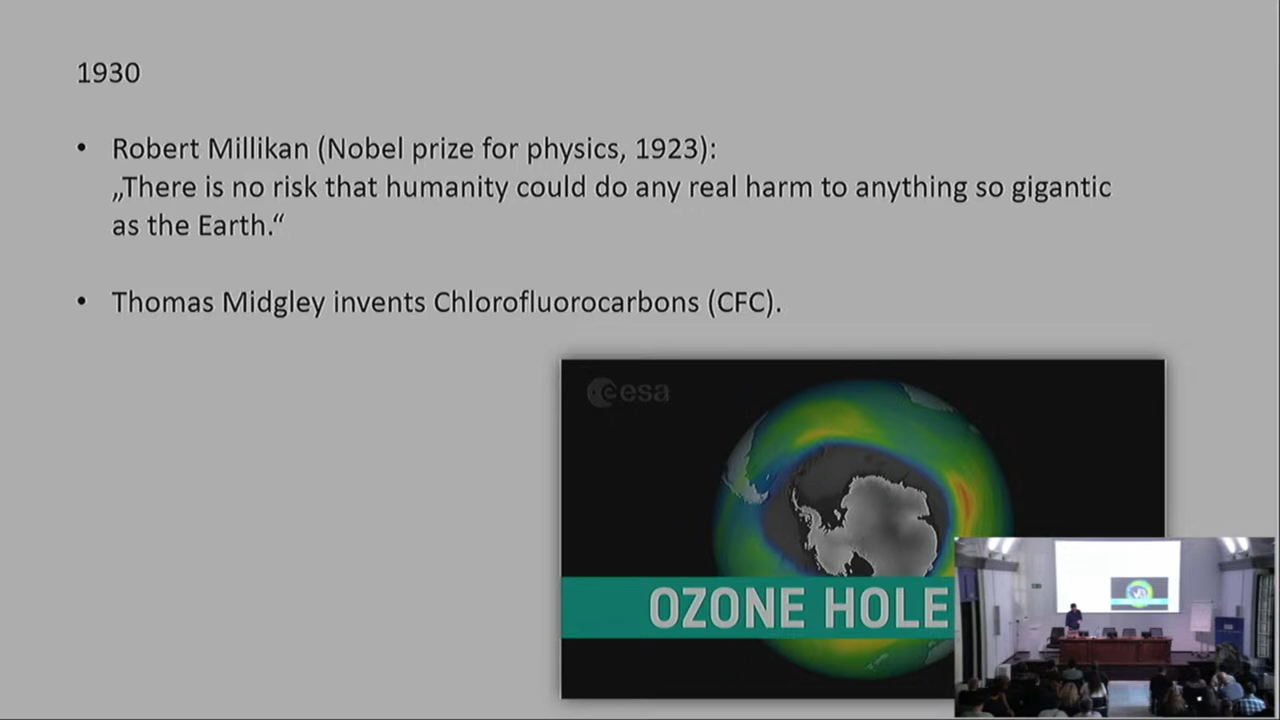 1930
• Robert Millikan (Nobel prize for physics, 1923):
„There is no risk that humanity could do any real harm to anything so gigantic
as the Earth.“
• Thomas Midgley invents Chlorofluorocarbons (CFC).
esa
OZONE HOLE